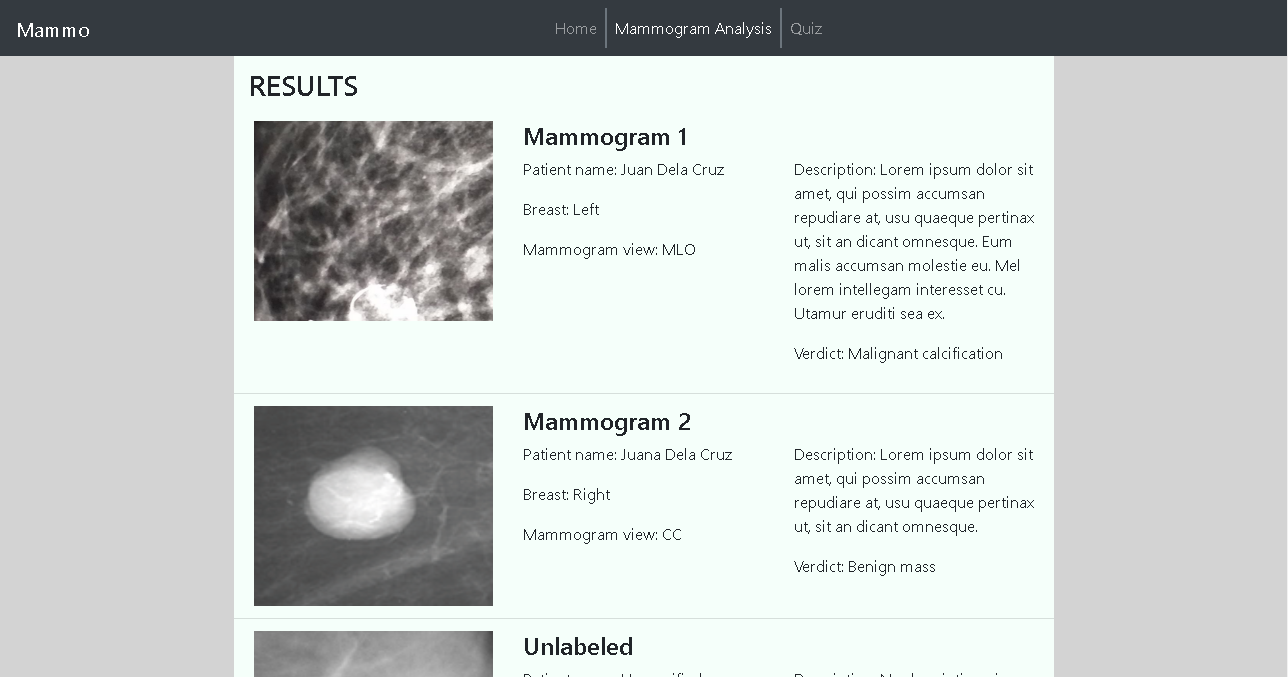 Mammo
Home
Mammogram Analysis
Quiz
RESULTS
Mammogram 1
Patient name: Juan Dela Cruz
Breast: Left
Mammogram view: MLO
Description: Lorem ipsum dolor sit
amet, qui possim accumsan
repudiare at, usu quaeque pertinax
ut, sit an dicant omnesque. Eum
malis accumsan molestie eu. Mel
lorem intellegam interesset cu.
Utamur eruditi sea ex.
Verdict: Malignant calcification
Mammogram 2
Patient name: Juana Dela Cruz
Breast: Right
Mammogram view: CC
Description: Lorem ipsum dolor sit
amet, qui possim accumsan
repudiare at, usu quaeque pertinax
ut, sit an dicant omnesque.
Verdict: Benign mass
Unlabeled